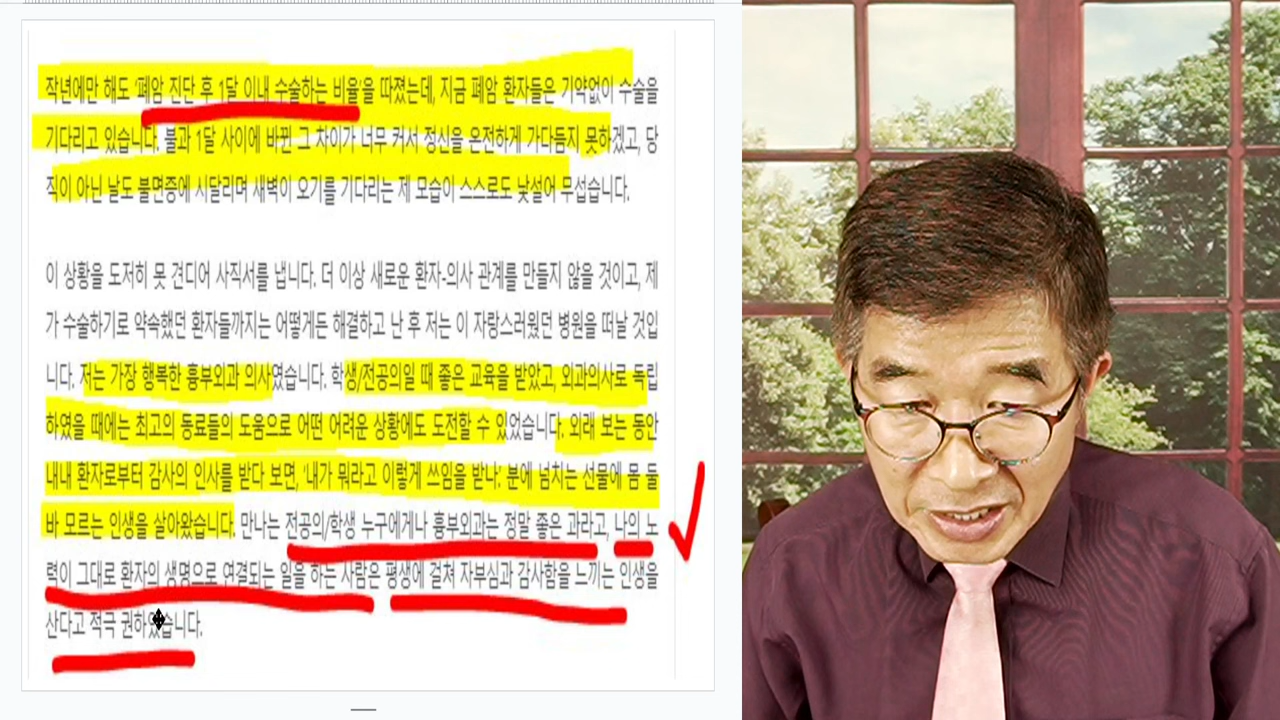 작년에만 해도 '폐암 진단 후 1달 이내 수술하는 비율'을 따졌는데, 지금 폐암 환자들은 기약없이 수술을
기다리고 있습니다. 불과 1달 사이에 바뀐 그 차이가 너무 커서 정신을 온전하게 가다듬지 못하겠고, 당
직이 아닌 날도 불면증에 시달리며 새벽이 오기를 기다리는 제 모습이 스스로도 낯설어 무섭습니다.
이 상황을 도저히 못 견디어 사직서를 냅니다. 더 이상 새로운 환자-의사 관계를 만들지 않을 것이고, 제
가 수술하기로 약속했던 환자들까지는 어떻게든 해결하고 난 후 저는 이 자랑스러웠던 병원을 떠날 것입
니다. 저는 가장 행복한 흉부외과 의사였습니다. 학생/전공의일 때 좋은 교육을 받았고, 외과의사로 독립
하였을 때에는 최고의 동료들의 도움으로 어떤 어려운 상황에도 도전할 수 있었습니다. 외래 보는 동안
내내 환자로부터 감사의 인사를 받다 보면, '내가 뭐라고 이렇게 쓰임을 받나.' 분에 넘치는 선물에 몸 둘
바 모르는 인생을 살아왔습니다. 만나는 전공의/학생 누구에게나 흉부외과는 정말 좋은 과라고, 나의 노
력이 그대로 환자의 생명으로 연결되는 일을 하는 사람은 평생에 걸쳐 자부심과 감사함을 느끼는 인생을
산다고 적극 권하였습니다.